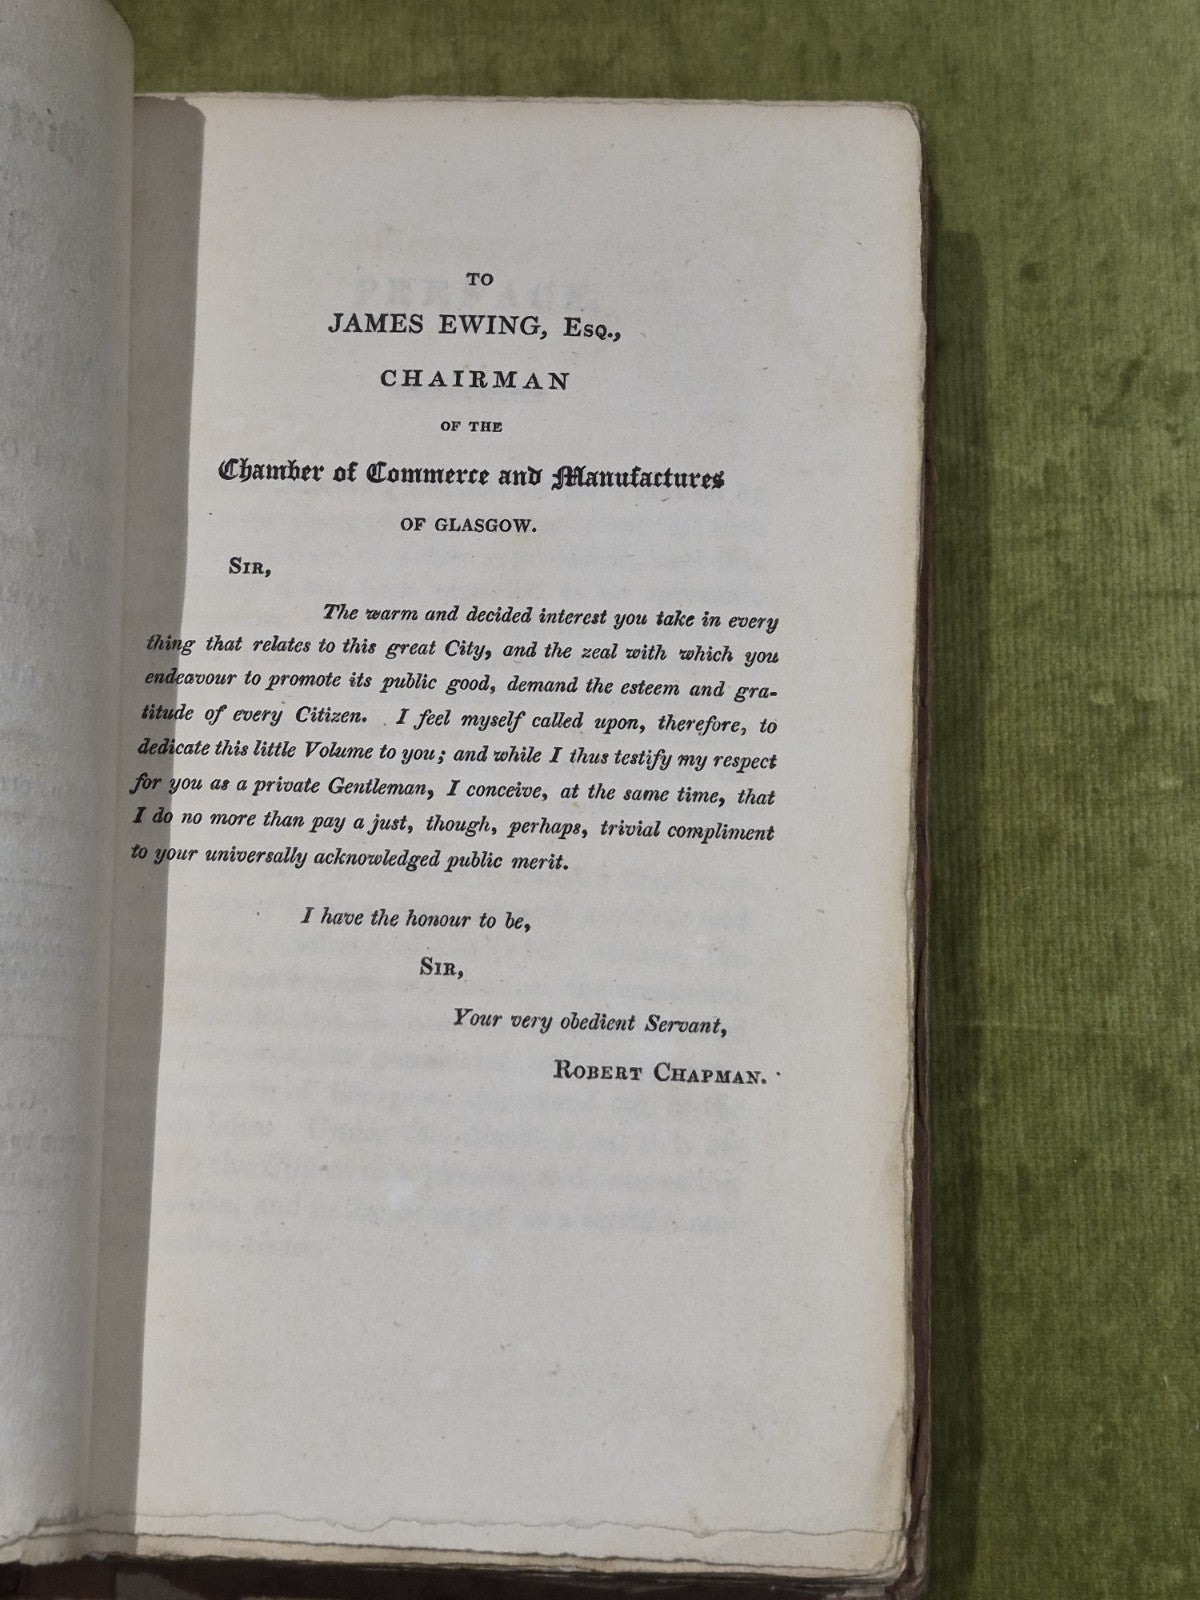 TO
JAMES EWING, ESQ.,
CHAIRMAN
OF THE
Chamber of Commerce and Manufactures
OF GLASGOW.
SIR,
The warm and decided interest you take in every
thing that relates to this great City, and the zeal with which you
endeavour to promote its public good, demand the esteem and gra-
titude of every Citizen. I feel myself called upon, therefore, to
dedicate this little Volume to you; and while I thus testify my respect
for you as a private Gentleman, I conceive, at the same time, that
I do no more than pay a just, though, perhaps, trivial compliment
to your universally acknowledged public merit.
I have the honour to be,
SIR,
Your very obedient Servant,
ROBERT CHAPMAN.